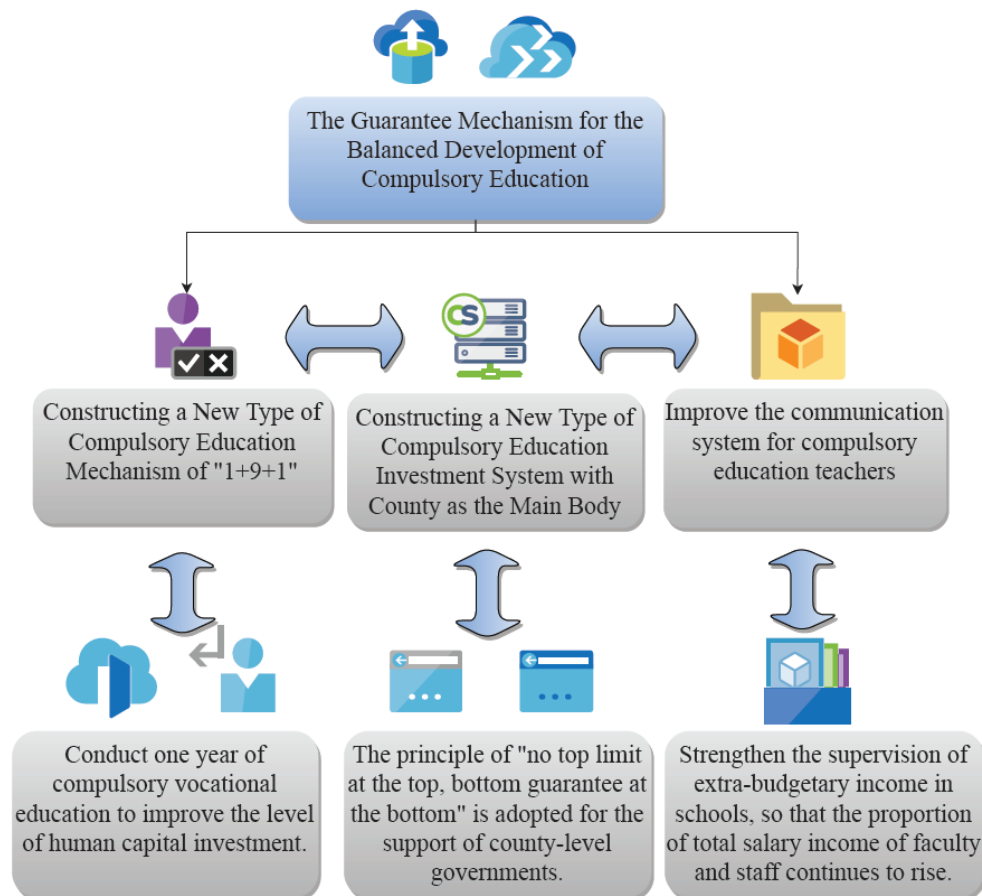 The Guarantee Mechanism for the
Balanced Development of
Compulsory Education
CS
Constructing a New Type of
Compulsory Education
Mechanism of "1+9+1"
Constructing a New Type of
Compulsory Education
Investment System with
County as the Main Body
Improve the communication
system for compulsory
education teachers
Conduct one year of
compulsory vocational
education to improve the level
of human capital investment.
The principle of "no top limit
at the top, bottom guarantee at
the bottom" is adopted for the
support of county-level
governments.
Strengthen the supervision of
extra-budgetary income in
schools, so that the proportion
of total salary income of faculty
and staff continues to rise.